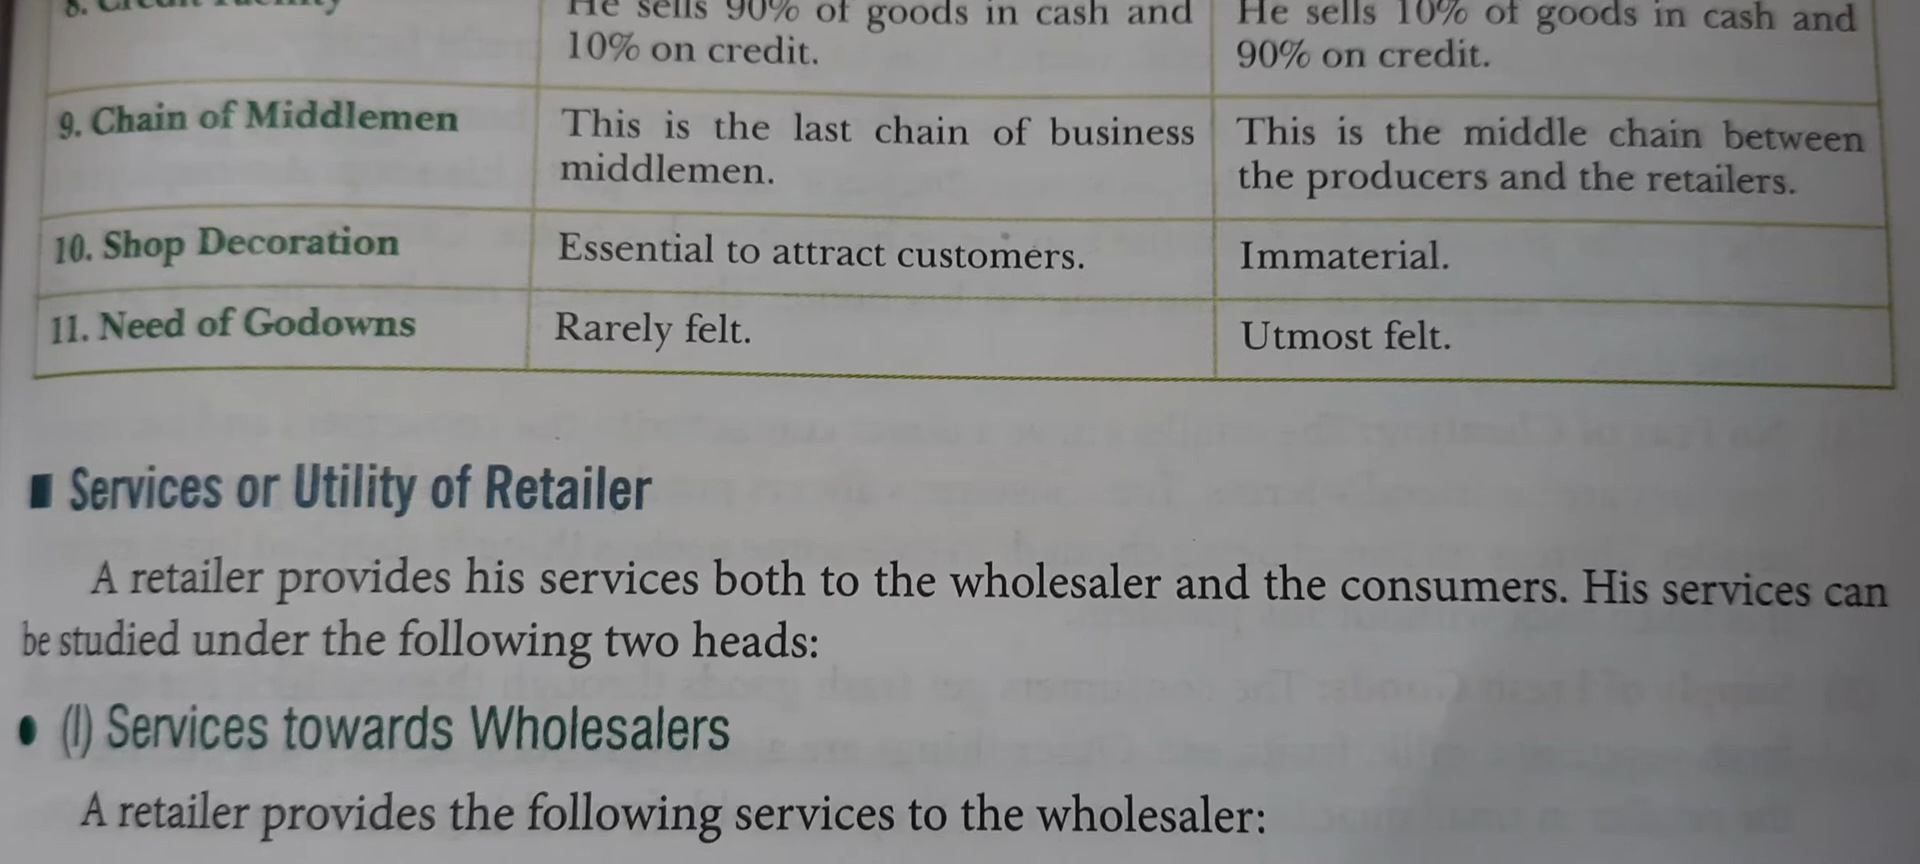 8. Credit Facility
He sells 90% of goods in cash and
10% on credit.
He sells 10% of goods in cash and
90% on credit.
9. Chain of Middlemen
This is the last chain of business
middlemen.
This is the middle chain between
the producers and the retailers.
10. Shop Decoration
Essential to attract customers.
Immaterial.
11. Need of Godowns
Rarely felt.
Utmost felt.
Services or Utility of Retailer
A retailer provides his services both to the wholesaler and the consumers. His services can
be studied under the following two heads:
• (I) Services towards Wholesalers
A retailer provides the following services to the wholesaler: